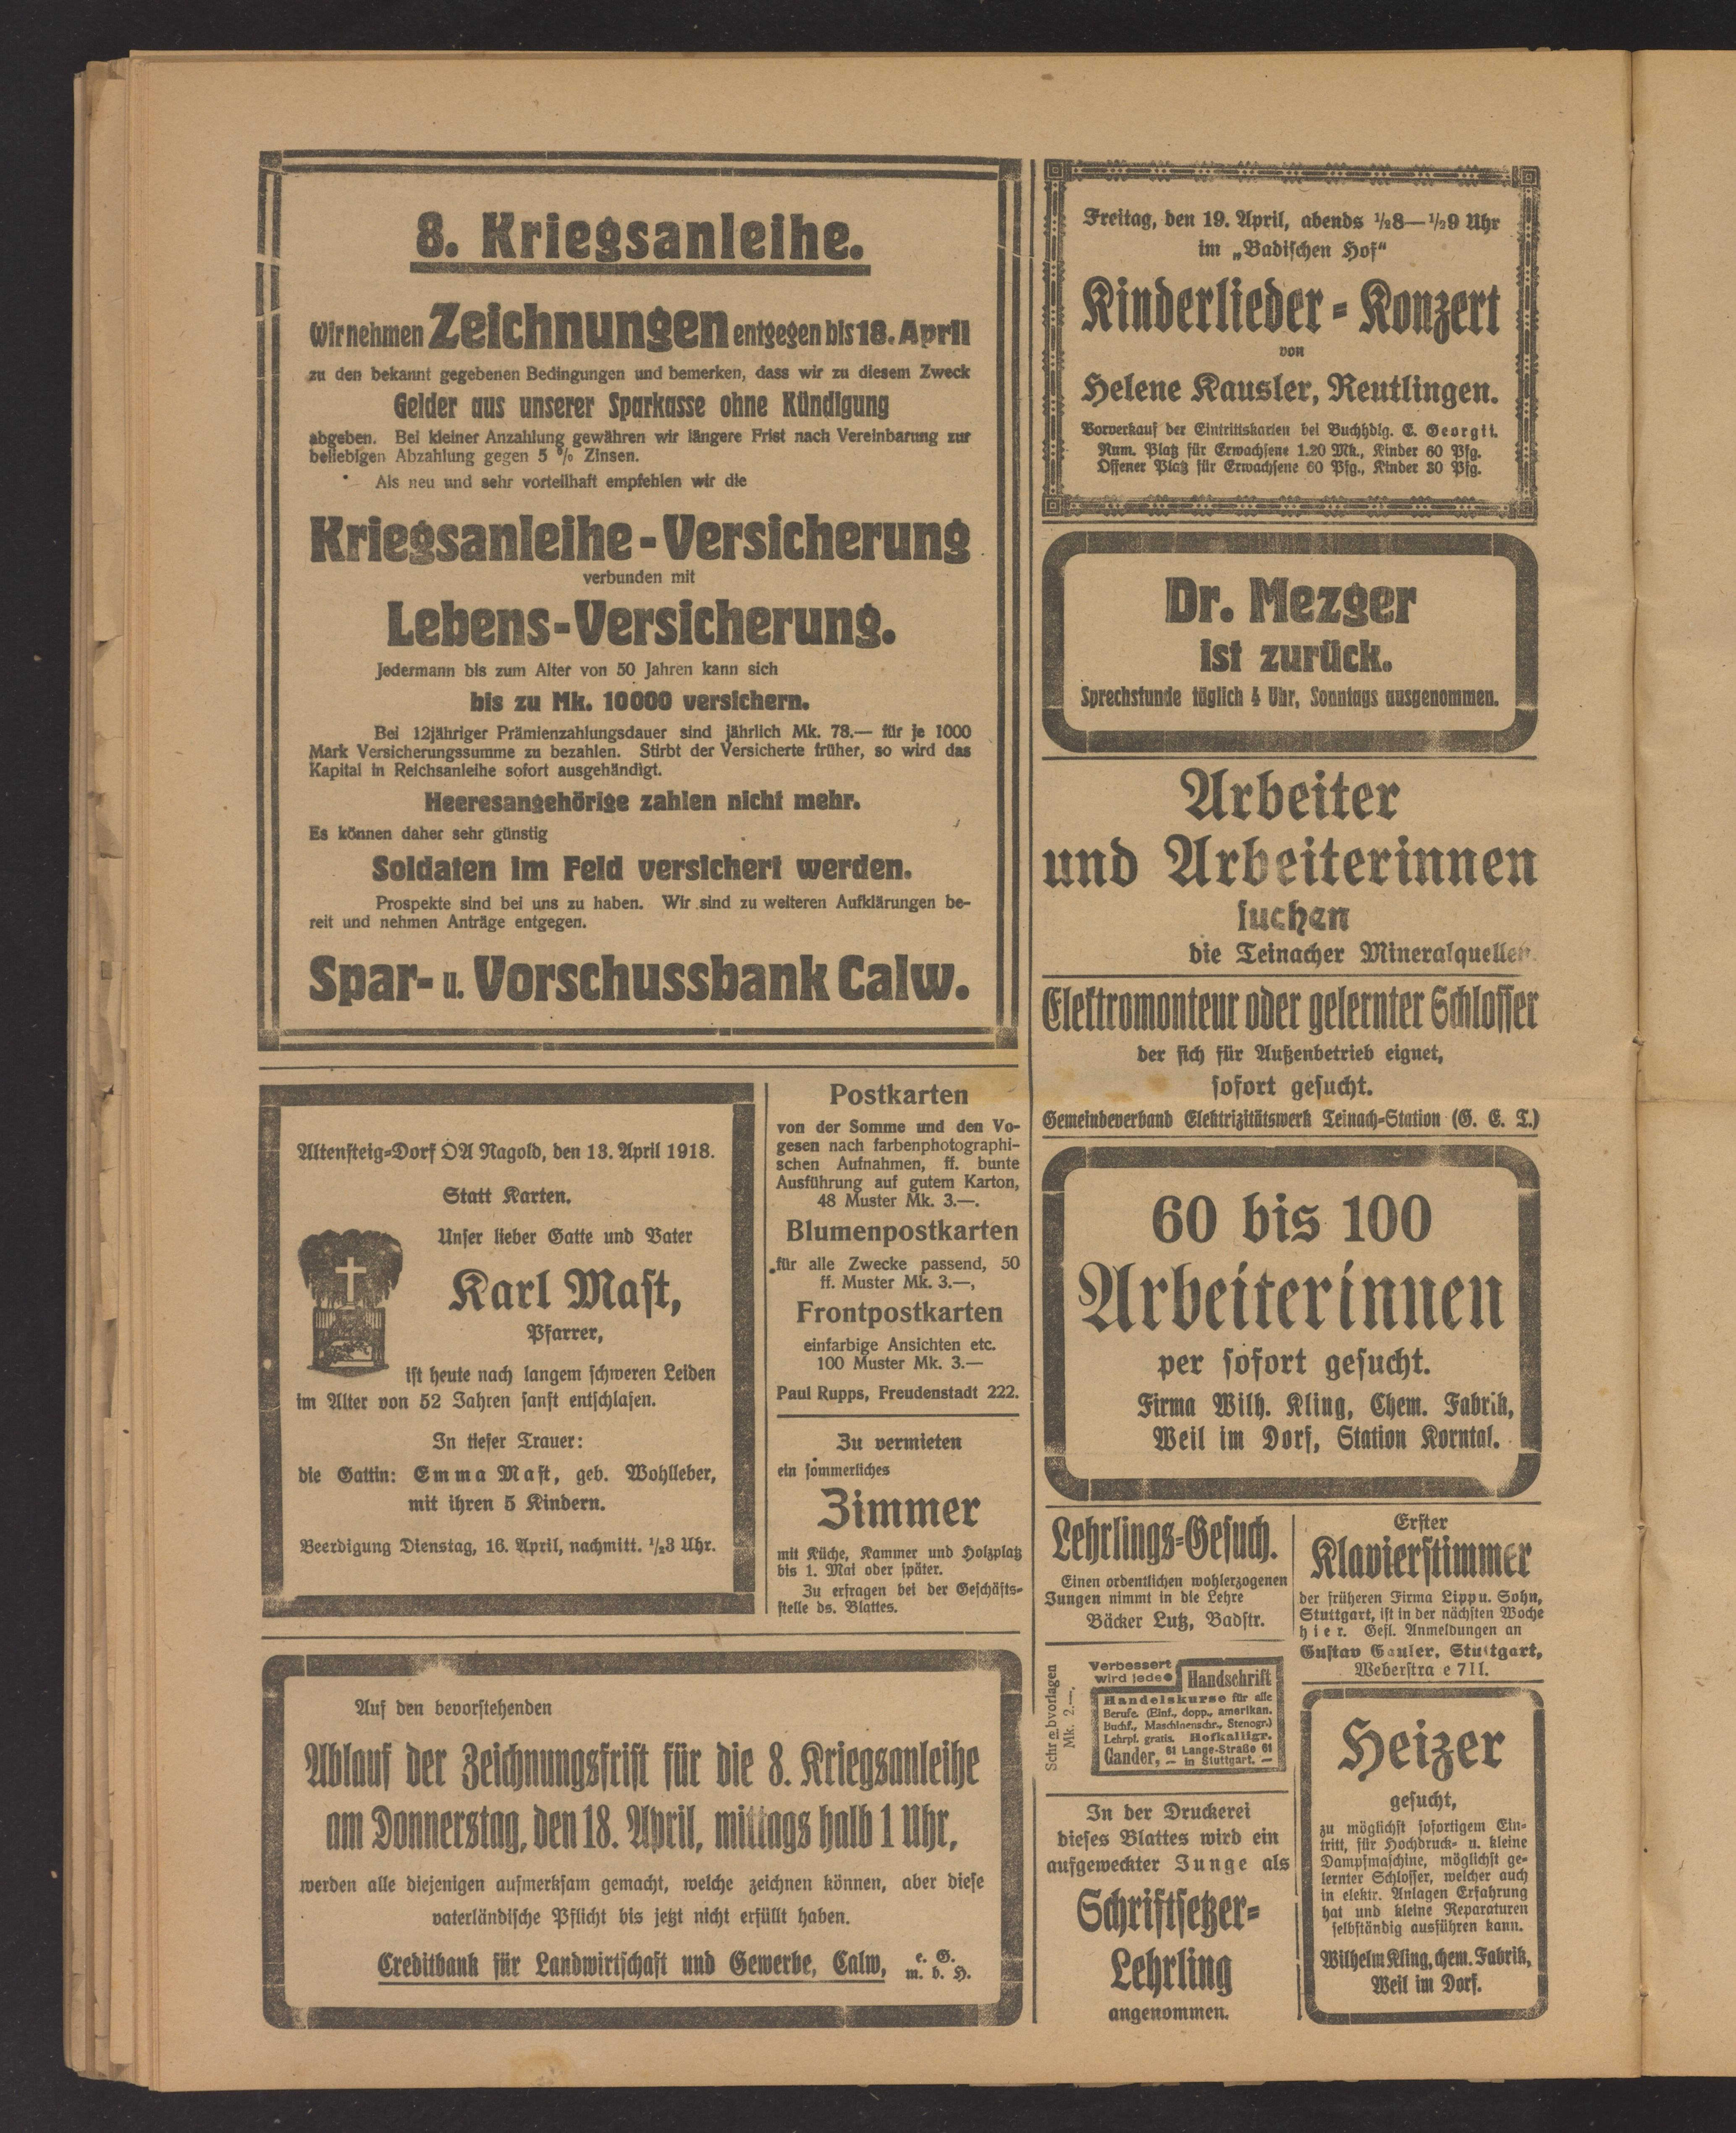 8. Kriegsanleihe.
Wir nehmen Zeichnungen entgegen bis 18. April
zu den bekannt gegebenen Bedingungen und bemerken, dass wir zu diesem Zweck
Gelder aus unserer Sparkasse ohne Kündigung
abgeben. Bei kleiner Anzahlung gewähren wir längere Frist nach Vereinbarung zur
beliebigen Abzahlung gegen 5 % Zinsen.
Als neu und sehr vorteilhaft empfehlen wir die
Kriegsanleihe-Versicherung
verbunden mit
Lebens-Versicherung.
Jedermann bis zum Alter von 50 Jahren kann sich
bis zu Mk. 10000 versichern.
Bei 12jähriger Prämienzahlungsdauer sind jährlich Mk. 78.— für je 1000
Mark Versicherungssumme zu bezahlen. Stirbt der Versicherte früher, so wird das
Kapital in Reichsanleihe sofort ausgehändigt.
Heeresangehörige zahlen nicht mehr.
Es können daher sehr günstig
Soldaten im Feld versichert werden.
Prospekte sind bei uns zu haben. Wir sind zu weiteren Aufklärungen be-
reit und nehmen Anträge entgegen.
Spar- u. Vorschussbank Calw.
Altensteig-Dorf OA Nagold, den 13. April 1918.
Statt Karten.
Unser lieber Gatte und Vater
Karl Mast,
Pfarrer,
ist heute nach langem schweren Leiden
im Alter von 52 Jahren sanft entschlafen.
In tiefer Trauer:
die Gattin: Emma Mast, geb. Wohlleber,
mit ihren 5 Kindern.
Beerdigung Dienstag, 16. April, nachmitt. 1/23 Uhr.
Postkarten
von der Somme und den Vo-
gesen nach farbenphotographi-
schen Aufnahmen, ff. bunte
Ausführung auf gutem Karton,
48 Muster Mk. 3.—.
Blumenpostkarten
für alle Zwecke passend, 50
ff. Muster Mk. 3.—,
Frontpostkarten
einfarbige Ansichten etc.
100 Muster Mk. 3.—
Paul Rupps, Freudenstadt 222.
Zu vermieten
ein sommerliches
Zimmer
mit Küche, Kammer und Holzplatz
bis 1. Mai oder später.
Zu erfragen bei der Geschäfts-
stelle ds. Blattes.
Auf den bevorstehenden
Ablauf der Zeichnungsfrist für die 8. Kriegsanleihe
am Donnerstag, den 18. April, mittags halb 1 Uhr,
werden alle diejenigen aufmerksam gemacht, welche zeichnen können, aber diese
vaterländische Pflicht bis jetzt nicht erfüllt haben.
Creditbank für Landwirtschaft und Gewerbe, Calw, e. G. m. b. H.
Freitag, den 19. April, abends 1/28—1/29 Uhr
im „Badischen Hof“
Kinderlieder-Konzert
von
Helene Kausler, Reutlingen.
Vorverkauf der Eintrittskarten bei Buchhdlg. E. Georgii.
Num. Platz für Erwachsene 1.20 Mk., Kinder 60 Pfg.
Offener Platz für Erwachsene 60 Pfg., Kinder 30 Pfg.
Dr. Mezger
ist zurück.
Sprechstunde täglich 4 Uhr, Sonntags ausgenommen.
Arbeiter
und Arbeiterinnen
suchen
die Teinacher Mineralquellen.
Elektromonteur oder gelernter Schlosser
der sich für Außenbetrieb eignet,
sofort gesucht.
Gemeindeverband Elektrizitätswerk Teinach-Station (G. E. T.)
60 bis 100
Arbeiterinnen
per sofort gesucht.
Firma Wilh. Kling, Chem. Fabrik,
Weil im Dorf, Station Korntal.
Lehrlings-Gesuch.
Einen ordentlichen wohlerzogenen
Jungen nimmt in die Lehre
Bäcker Lutz, Badstr.
Schreibvorlagen
Mk. 2.—.
Verbessert
wird jede Handschrift
Handelskurse für alle
Berufe. (Einf., dopp., amerikan.
Buchf., Maschinenschr., Stenogr.)
Lehrpl. gratis. Hofkalligr.
Gander, 61 Lange-Straße 61
— in Stuttgart. —
In der Druckerei
dieses Blattes wird ein
aufgeweckter Junge als
Schriftsetzer-
Lehrling
angenommen.
Erster
Klavierstimmer
der früheren Firma Lipp u. Sohn,
Stuttgart, ist in der nächsten Woche
hier. Gefl. Anmeldungen an
Gustav Gauler, Stuttgart,
Weberstra e 711.
Heizer
gesucht,
zu möglichst sofortigem Ein-
tritt, für Hochdruck- u. kleine
Dampfmaschine, möglichst ge-
lernter Schlosser, welcher auch
in elektr. Anlagen Erfahrung
hat und kleine Reparaturen
selbständig ausführen kann.
Wilhelm Kling, chem. Fabrik,
Weil im Dorf.